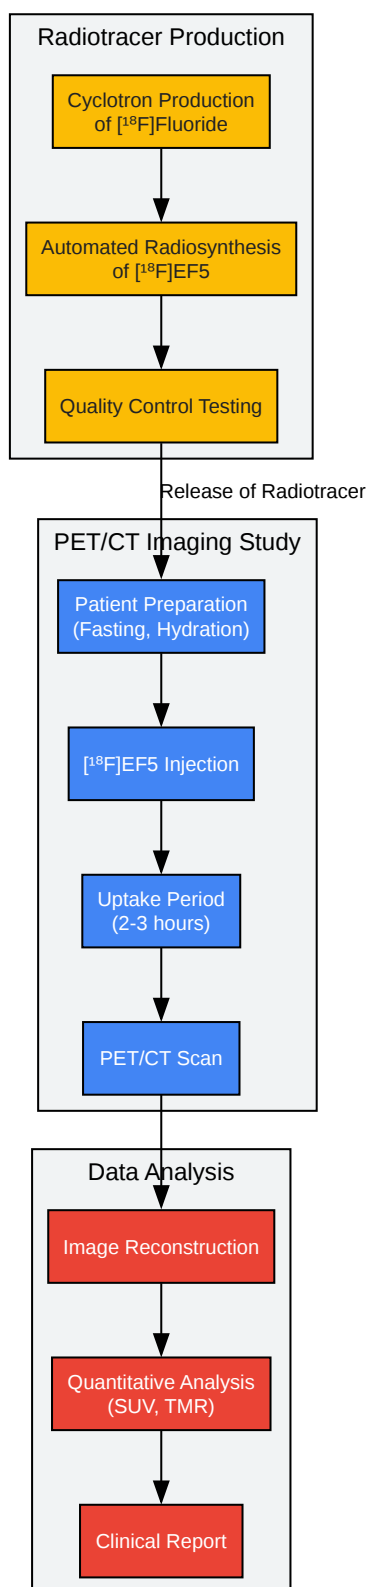 Radiotracer Production
Cyclotron Production
of [¹⁸F]Fluoride
Automated Radiosynthesis
of [¹⁸F]EF5
Quality Control Testing
Release of Radiotracer
PET/CT Imaging Study
Patient Preparation
(Fasting, Hydration)
[¹⁸F]EF5 Injection
Uptake Period
(2-3 hours)
PET/CT Scan
Data Analysis
Image Reconstruction
Quantitative Analysis
(SUV, TMR)
Clinical Report